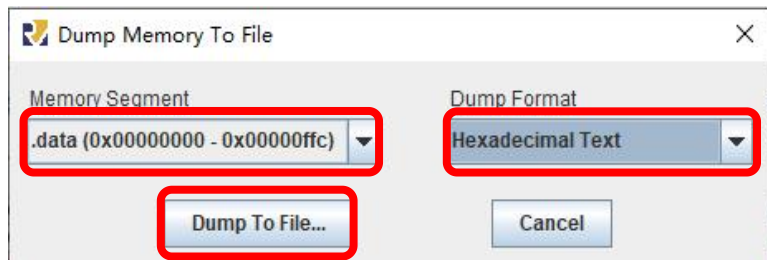 Dump Memory To File
Memory Segment
Dump Format
.data (0x00000000 - 0x00000ffc)
Hexadecimal Text
Dump To File...
Cancel